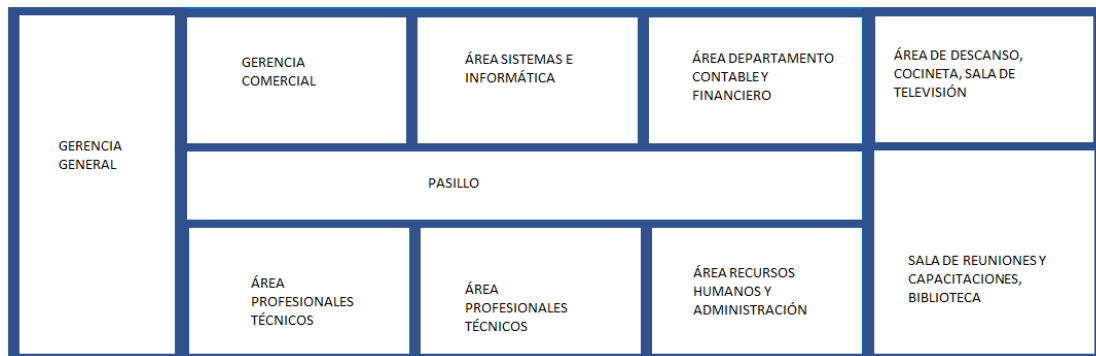 GERENCIA
GENERAL
GERENCIA
COMERCIAL
ÁREA SISTEMAS E
INFORMÁTICA
ÁREA DEPARTAMENTO
CONTABLE Y
FINANCIERO
ÁREA DE DESCANSO,
COCINETA, SALA DE
TELEVISIÓN
PASILLO
ÁREA
PROFESIONALES
TÉCNICOS
ÁREA
PROFESIONALES
TÉCNICOS
ÁREA RECURSOS
HUMANOS Y
ADMINISTRACIÓN
SALA DE REUNIONES Y
CAPACITACIONES,
BIBLIOTECA